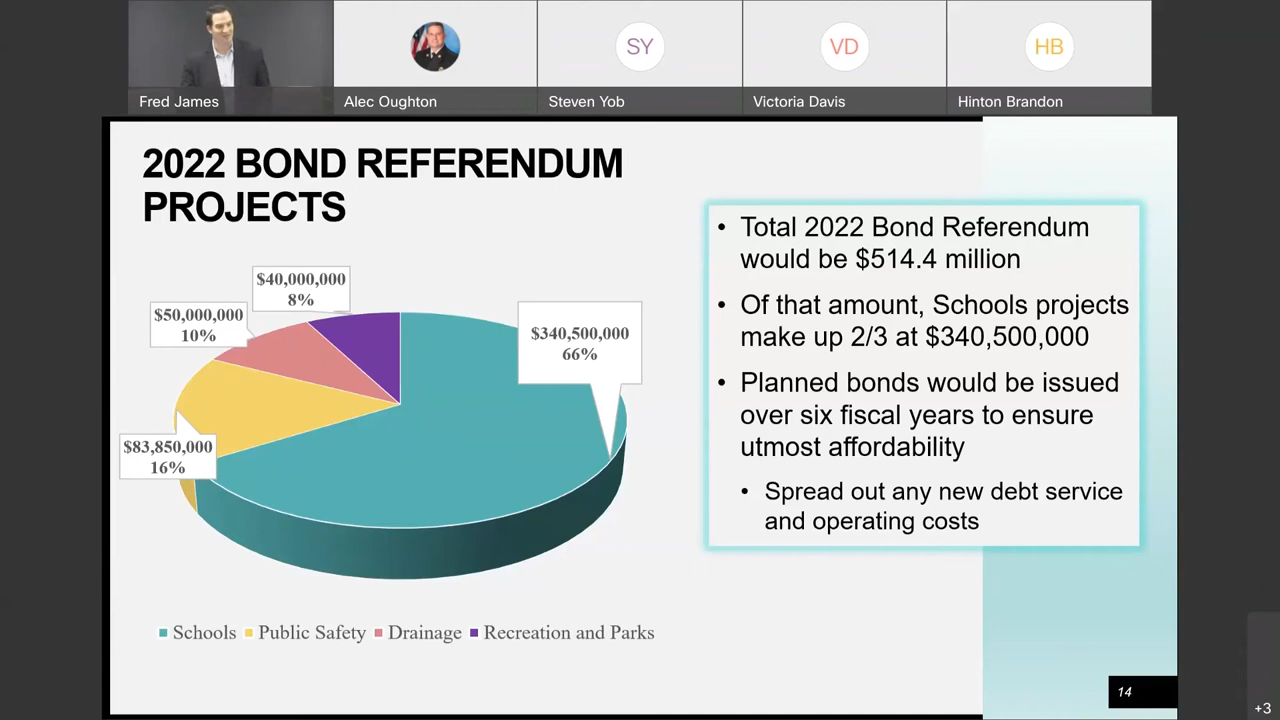 SY
VD
HB
Fred James
Alec Oughton
Steven Yob
Victoria Davis
Hinton Brandon
2022 BOND REFERENDUM
PROJECTS
$40,000,000
8%
$50,000,000
10%
$340,500,000
66%
$83,850,000
16%
Schools
Public Safety
Drainage
Recreation and Parks
• Total 2022 Bond Referendum
would be $514.4 million
• Of that amount, Schools projects
make up 2/3 at $340,500,000
• Planned bonds would be issued
over six fiscal years to ensure
utmost affordability
• Spread out any new debt service
and operating costs
14
+3